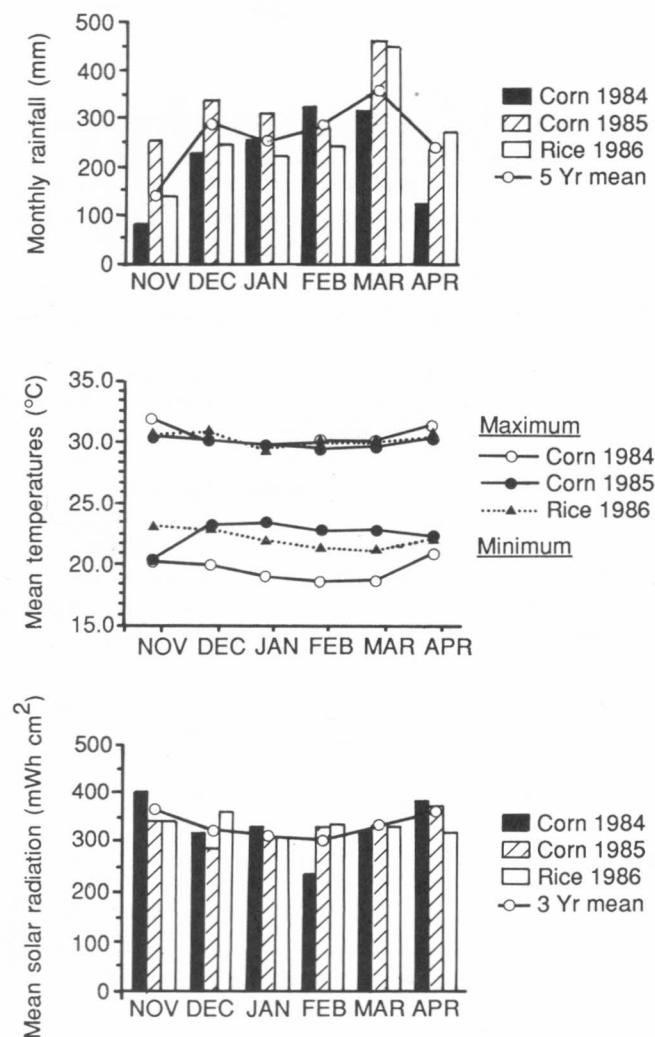 Monthly rainfall (mm)
500
400
300
200
100
0
NOV DEC JAN FEB MAR APR
Corn 1984
Corn 1985
Rice 1986
5 Yr mean
Mean temperatures (°C)
35.0
30.0
25.0
20.0
15.0
NOV DEC JAN FEB MAR APR
Maximum
Corn 1984
Corn 1985
Rice 1986
Minimum
Mean solar radiation (mWh cm²)
500
400
300
200
100
0
NOV DEC JAN FEB MAR APR
Corn 1984
Corn 1985
Rice 1986
3 Yr mean